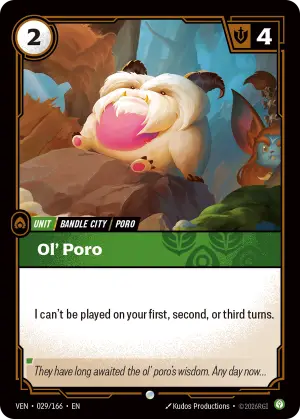 2
4
UNIT BANDLE CITY PORO
Ol' Poro
I can't be played on your first, second, or third turns.
They have long awaited the ol' poro's wisdom. Any day now...
VEN • 029/166 • EN
Kudos Productions
©2026RGI